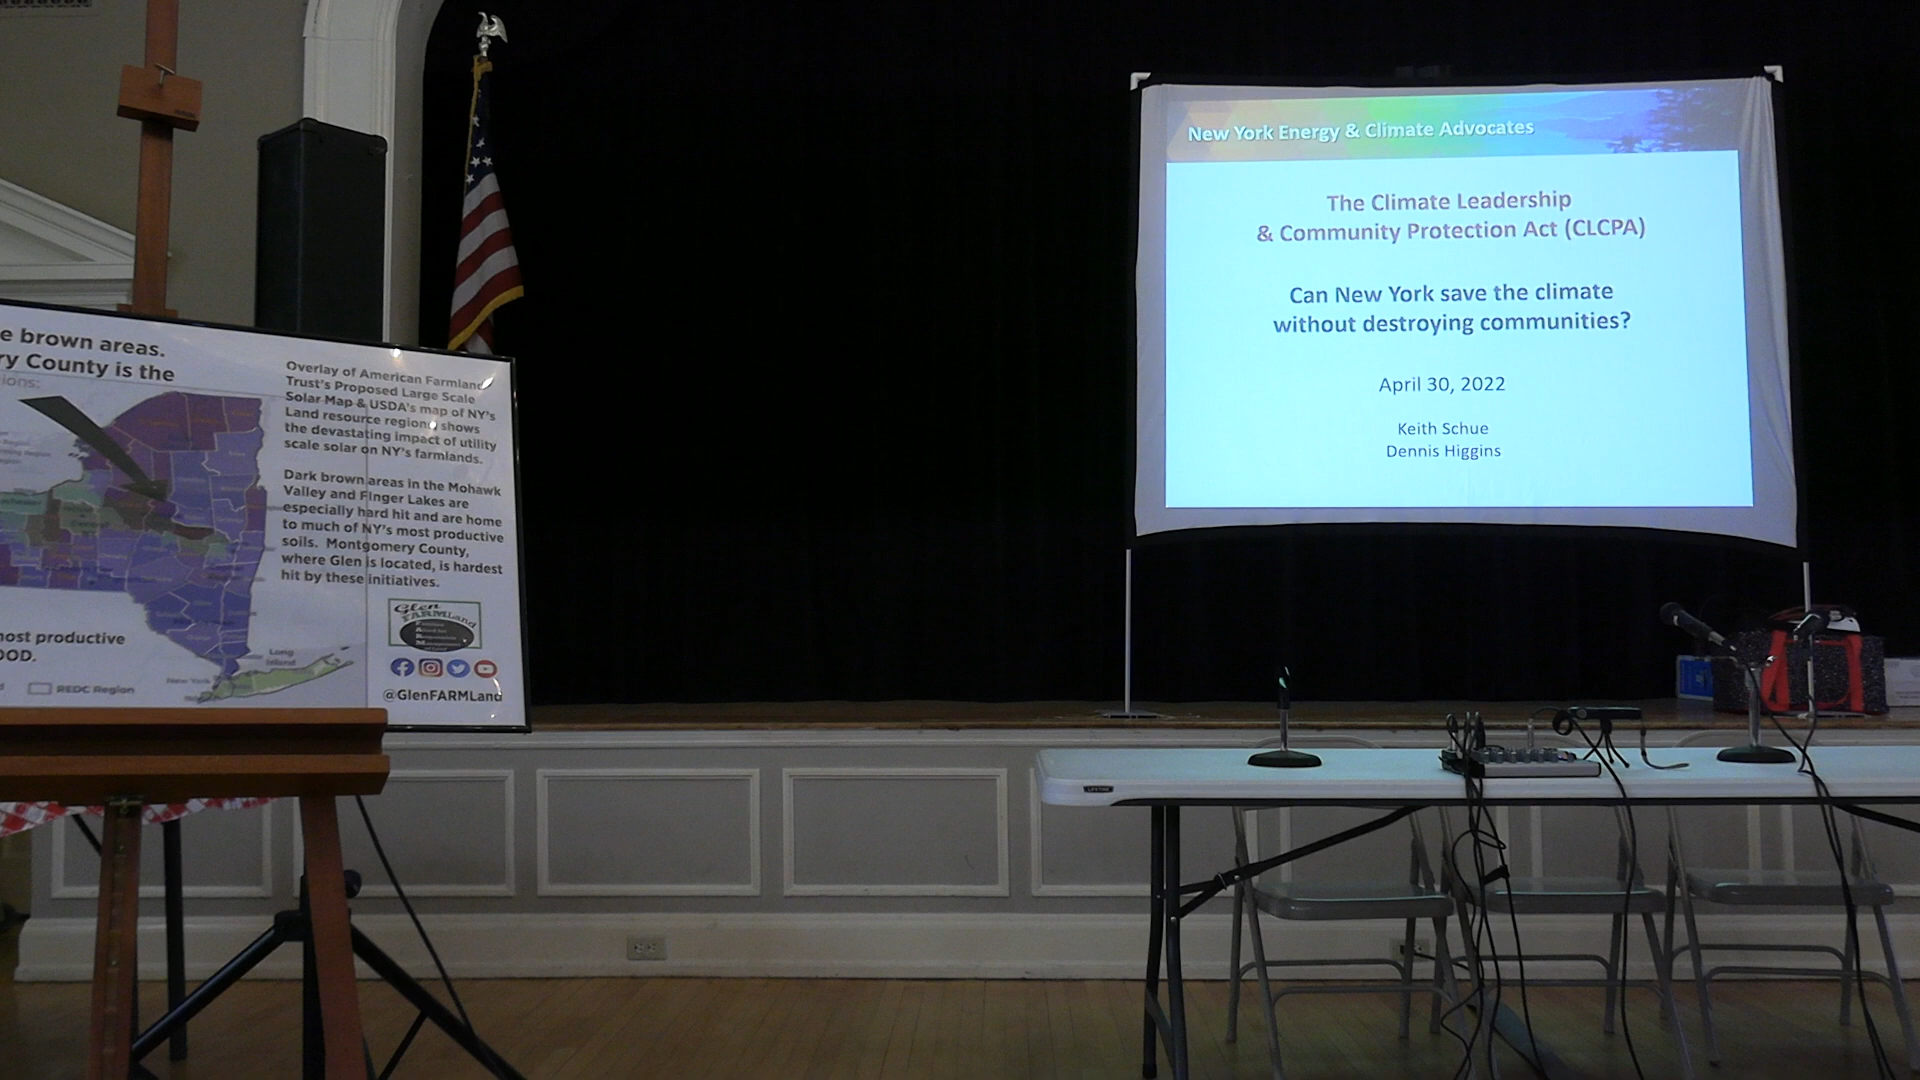 e brown areas.
ry County is the
ions:
Overlay of American Farmland
Trust's Proposed Large Scale
Solar Map & USDA's map of NY's
Land resource regions shows
the devastating impact of utility
scale solar on NY's farmlands.
Dark brown areas in the Mohawk
Valley and Finger Lakes are
especially hard hit and are home
to much of NY's most productive
soils. Montgomery County,
where Glen is located, is hardest
hit by these initiatives.
Glen
FARMLand
@GlenFARMLand
Long
Island
New York
REDC Region
most productive
OOD.
New York Energy & Climate Advocates
The Climate Leadership
& Community Protection Act (CLCPA)
Can New York save the climate
without destroying communities?
April 30, 2022
Keith Schue
Dennis Higgins
LIFETIME